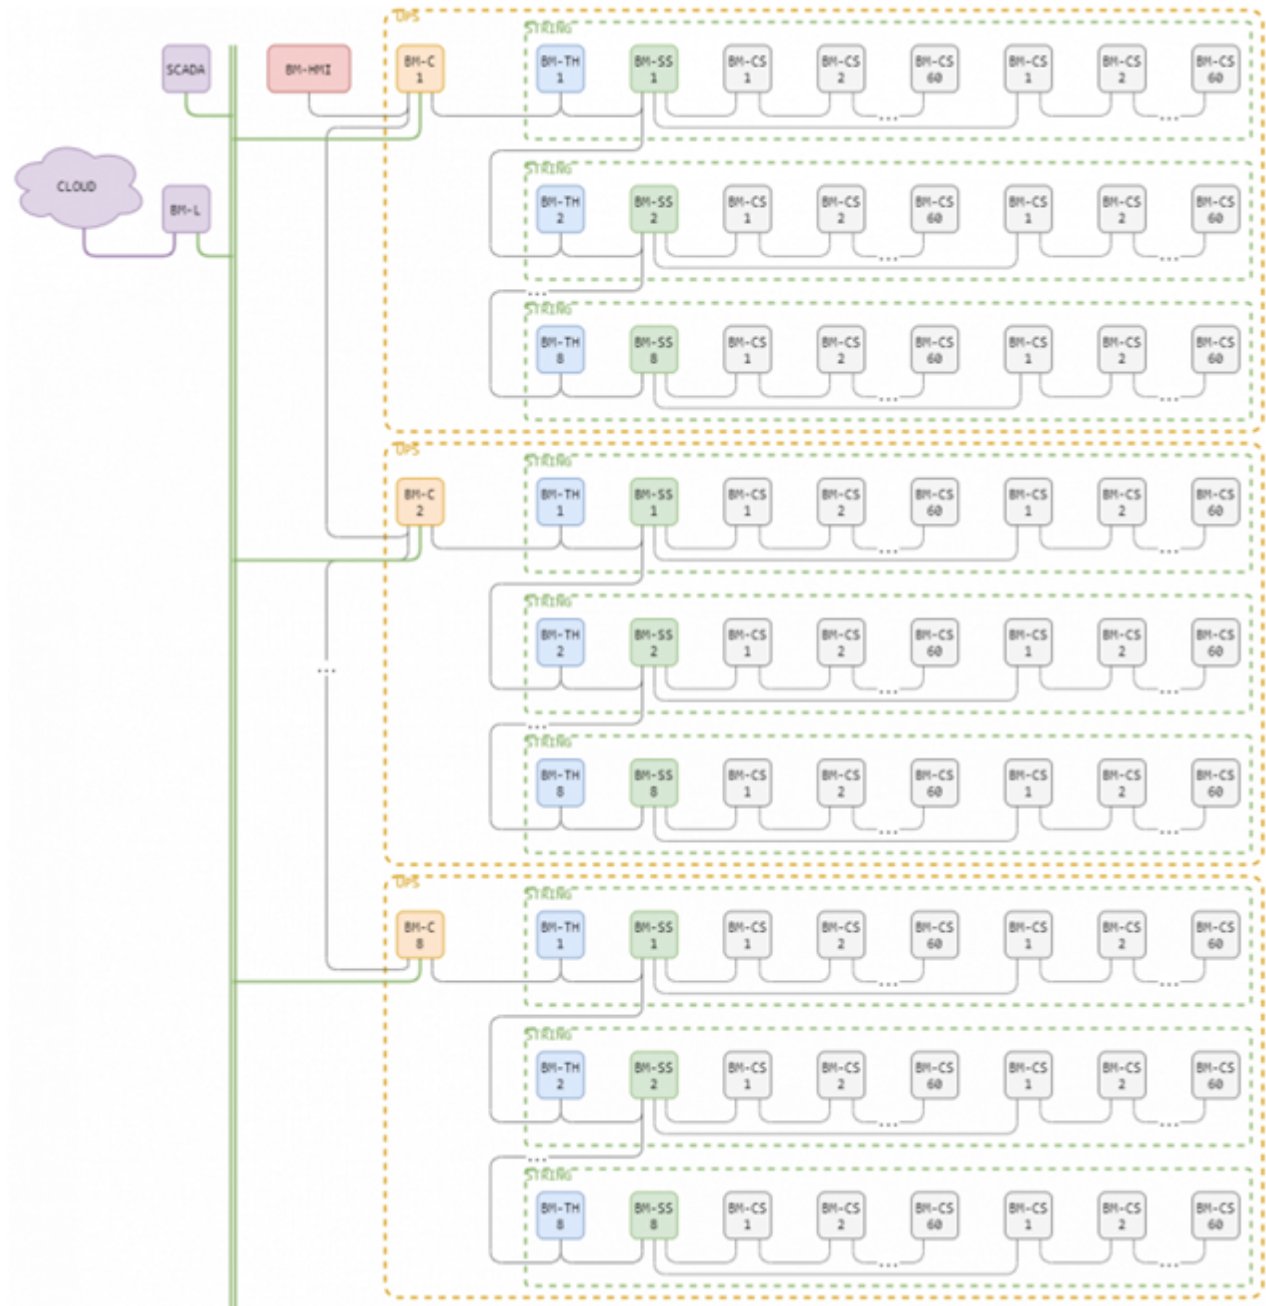 UPS
STRING
SCADA
BM-HMI
BM-C
1
BM-TH
1
BM-SS
1
BM-CS
1
BM-CS
2
BM-CS
60
BM-CS
1
BM-CS
2
BM-CS
60
...
...
CLOUD
BM-L
STRING
BM-TH
2
BM-SS
2
BM-CS
1
BM-CS
2
BM-CS
60
BM-CS
1
BM-CS
2
BM-CS
60
...
...
...
STRING
BM-TH
8
BM-SS
8
BM-CS
1
BM-CS
2
BM-CS
60
BM-CS
1
BM-CS
2
BM-CS
60
...
...
UPS
STRING
BM-C
2
BM-TH
1
BM-SS
1
BM-CS
1
BM-CS
2
BM-CS
60
BM-CS
1
BM-CS
2
BM-CS
60
...
...
STRING
BM-TH
2
BM-SS
2
BM-CS
1
BM-CS
2
BM-CS
60
BM-CS
1
BM-CS
2
BM-CS
60
...
...
...
...
STRING
BM-TH
8
BM-SS
8
BM-CS
1
BM-CS
2
BM-CS
60
BM-CS
1
BM-CS
2
BM-CS
60
...
...
UPS
STRING
BM-C
8
BM-TH
1
BM-SS
1
BM-CS
1
BM-CS
2
BM-CS
60
BM-CS
1
BM-CS
2
BM-CS
60
...
...
STRING
BM-TH
2
BM-SS
2
BM-CS
1
BM-CS
2
BM-CS
60
BM-CS
1
BM-CS
2
BM-CS
60
...
...
...
STRING
BM-TH
8
BM-SS
8
BM-CS
1
BM-CS
2
BM-CS
60
BM-CS
1
BM-CS
2
BM-CS
60
...
...